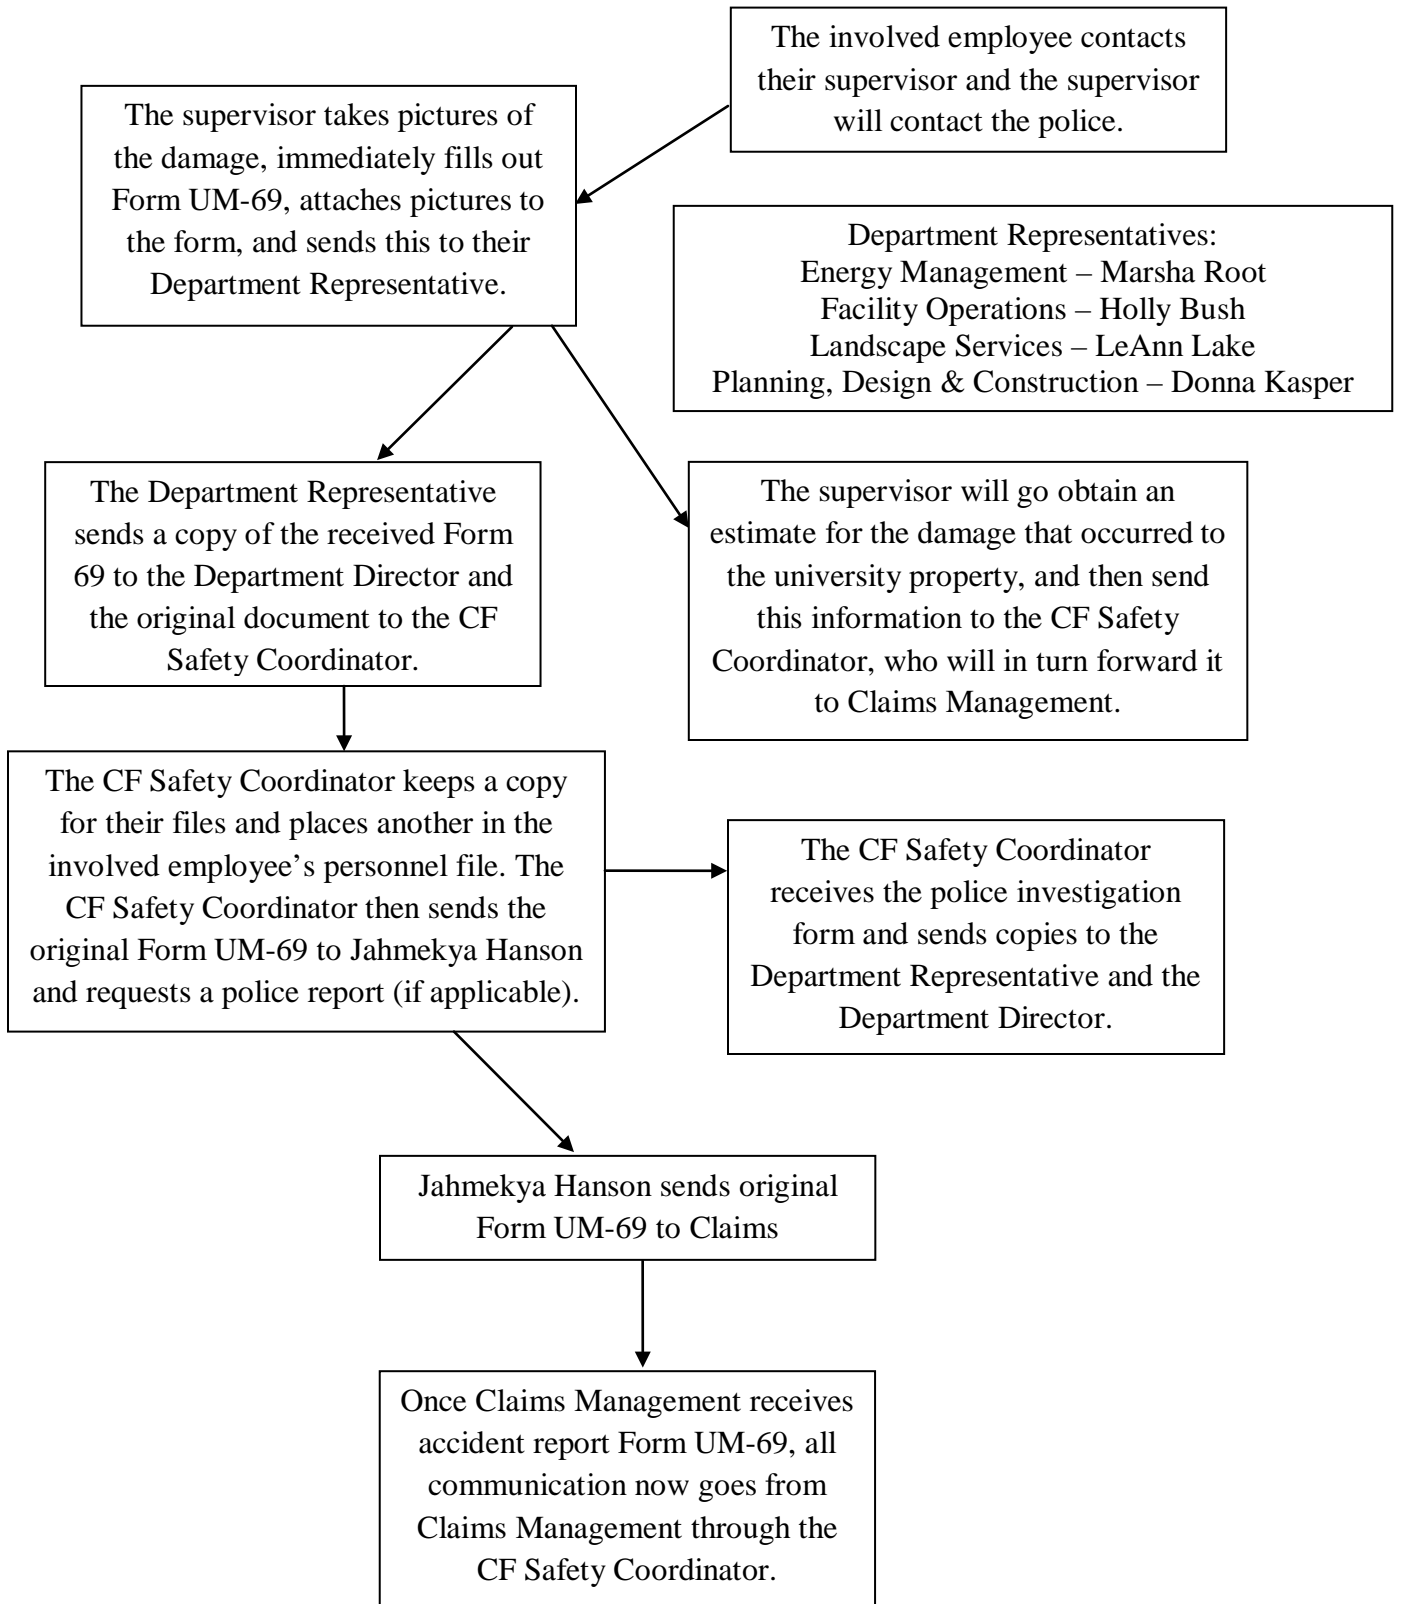 The involved employee contacts
their supervisor and the supervisor
will contact the police.
The supervisor takes pictures of
the damage, immediately fills out
Form UM-69, attaches pictures to
the form, and sends this to their
Department Representative.
Department Representatives:
Energy Management – Marsha Root
Facility Operations – Holly Bush
Landscape Services – LeAnn Lake
Planning, Design & Construction – Donna Kasper
The Department Representative
sends a copy of the received Form
69 to the Department Director and
the original document to the CF
Safety Coordinator.
The supervisor will go obtain an
estimate for the damage that occurred to
the university property, and then send
this information to the CF Safety
Coordinator, who will in turn forward it
to Claims Management.
The CF Safety Coordinator keeps a copy
for their files and places another in the
involved employee’s personnel file. The
CF Safety Coordinator then sends the
original Form UM-69 to Jahmekya Hanson
and requests a police report (if applicable).
The CF Safety Coordinator
receives the police investigation
form and sends copies to the
Department Representative and the
Department Director.
Jahmekya Hanson sends original
Form UM-69 to Claims
Once Claims Management receives
accident report Form UM-69, all
communication now goes from
Claims Management through the
CF Safety Coordinator.